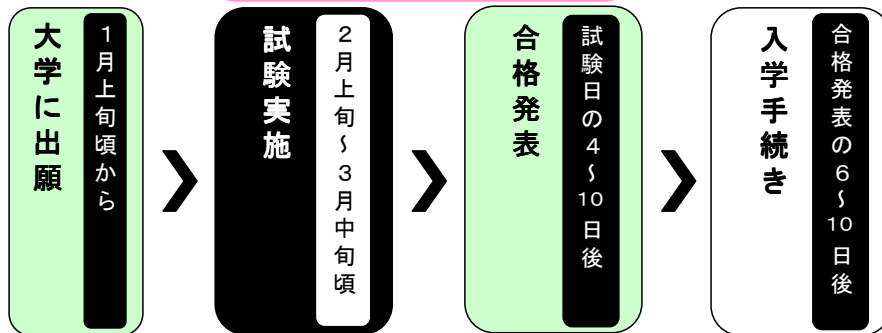 大学に出願
１月上旬頃から
試験実施
２月上旬～３月中旬頃
合格発表
試験日の４～10日後
入学手続き
合格発表の６～10日後